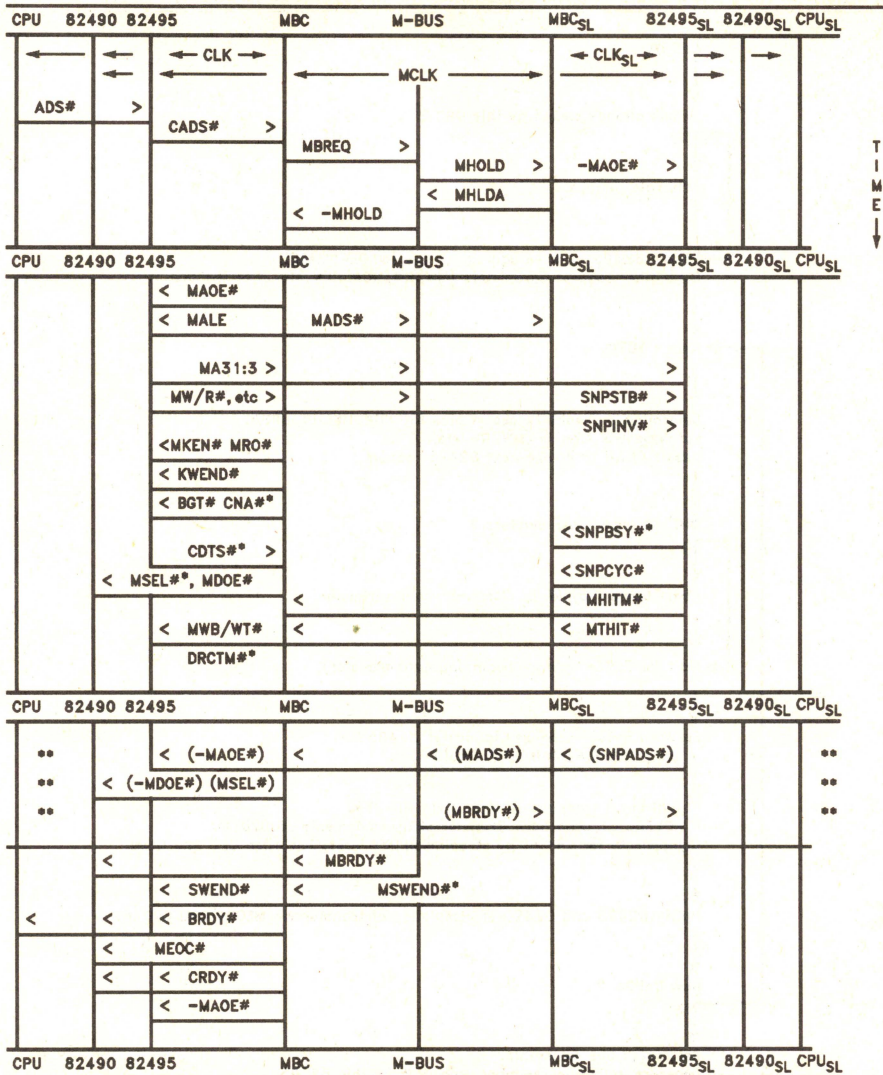 CPU 82490 82495 MBC M-BUS MBCSL 82495SL 82490SL CPUSL
CLK MCLK CLKSL
ADS# >
CADS# >
MBREQ >
MHOLD > -MAOE# >
< MHLDA
< -MHOLD
TIME
CPU 82490 82495 MBC M-BUS MBCSL 82495SL 82490SL CPUSL
< MAOE#
< MALE MADS# > >
MA31:3 > > >
MW/R#, etc > > SNPSTB# >
SNPINV# >
<MKEN# MRO#
< KWEND#
< BGT# CNA#*
< SNPBSY#*
CDTS#* >
< MSEL#*, MDOE# < SNPCYC#
< < MHITM#
< MWB/WT# < < MTHIT#
DRCTM#*
CPU 82490 82495 MBC M-BUS MBCSL 82495SL 82490SL CPUSL
** < (-MAOE#) < < (MADS#) < (SNPADS#) **
** < (-MDOE#) (MSEL#) **
** (MBRDY#) > > **
< < MBRDY#
< SWEND# < MSWEND#*
< < < BRDY#
< MEOC#
< < CRDY#
< -MAOE#
CPU 82490 82495 MBC M-BUS MBCSL 82495SL 82490SL CPUSL